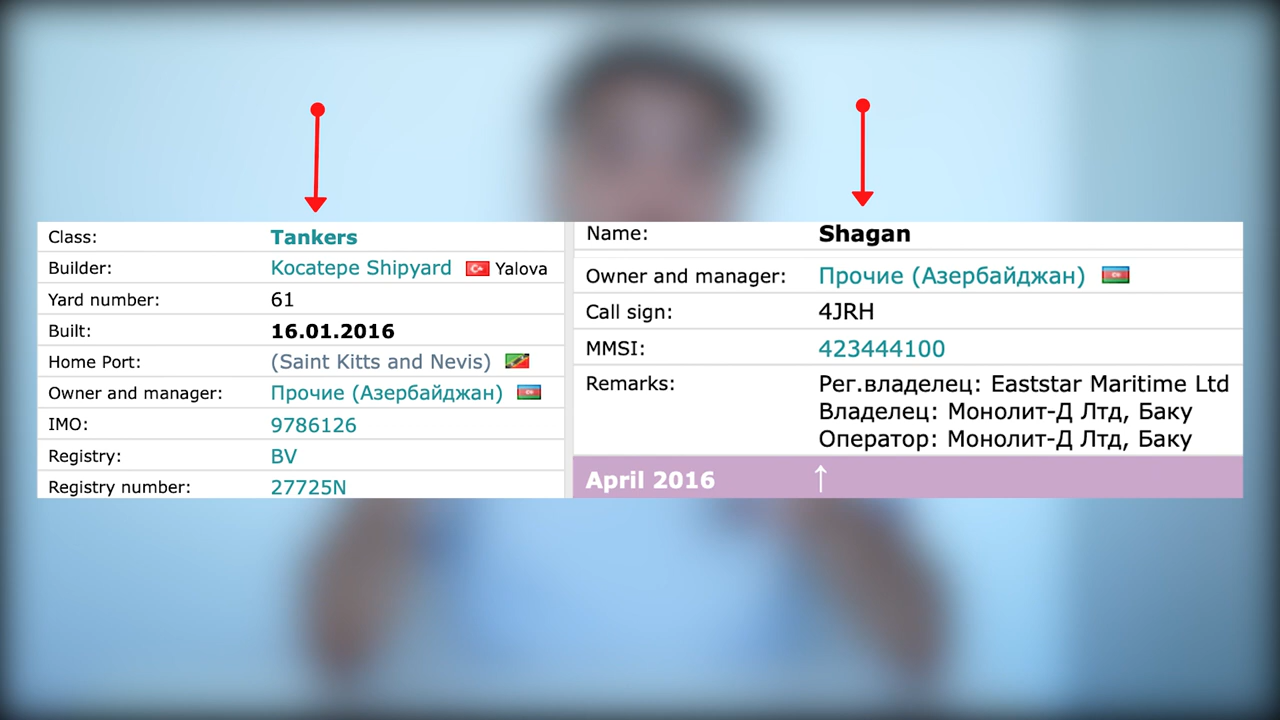 Class: Tankers
Builder: Kocatepe Shipyard Yalova
Yard number: 61
Built: 16.01.2016
Home Port: (Saint Kitts and Nevis)
Owner and manager: Прочие (Азербайджан)
IMO: 9786126
Registry: BV
Registry number: 27725N
Name: Shagan
Owner and manager: Прочие (Азербайджан)
Call sign: 4JRH
MMSI: 423444100
Remarks: Рег.владелец: Eaststar Maritime Ltd
Владелец: Монолит-Д Лтд, Баку
Оператор: Монолит-Д Лтд, Баку
April 2016 ↑